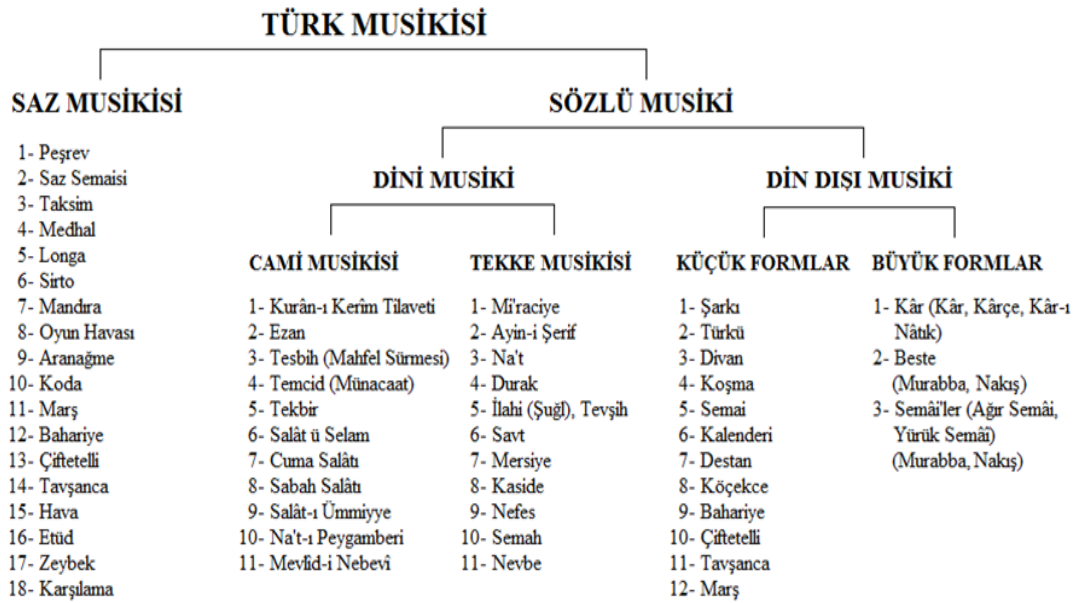 TÜRK MUSIKİSİ
SAZ MUSIKİSİ
1- Peşrev
2- Saz Semaisi
3- Taksim
4- Medhal
5- Longa
6- Sirto
7- Mandıra
8- Oyun Havası
9- Aranağme
10- Koda
11- Marş
12- Bahariye
13- Çiftetelli
14- Tavşanca
15- Hava
16- Etüd
17- Zeybek
18- Karşılama
SÖZLÜ MUSİKİ
DİNİ MUSİKİ
CAMİ MUSİKİSİ
1- Kurân-ı Kerîm Tilaveti
2- Ezan
3- Tesbih (Mahfel Sürmesi)
4- Temcid (Münacaat)
5- Tekbir
6- Salât ü Selam
7- Cuma Salâtı
8- Sabah Salâtı
9- Salât-ı Ümmiyye
10- Na't-ı Peygamberi
11- Mevlîd-i Nebevî
TEKKE MUSİKİSİ
1- Mi'raciye
2- Ayin-i Şerif
3- Na't
4- Durak
5- İlahi (Şuğl), Tevşih
6- Savt
7- Mersiye
8- Kaside
9- Nefes
10- Semah
11- Nevbe
DİN DIŞI MUSİKİ
KÜÇÜK FORMLAR
1- Şarkı
2- Türkü
3- Divan
4- Koşma
5- Semai
6- Kalenderi
7- Destan
8- Köçekce
9- Bahariye
10- Çiftetelli
11- Tavşanca
12- Marş
BÜYÜK FORMLAR
1- Kâr (Kâr, Kârçe, Kâr-ı
Nâtık)
2- Beste
(Murabba, Nakış)
3- Semâi'ler (Ağır Semâi,
Yürük Semâî)
(Murabba, Nakış)